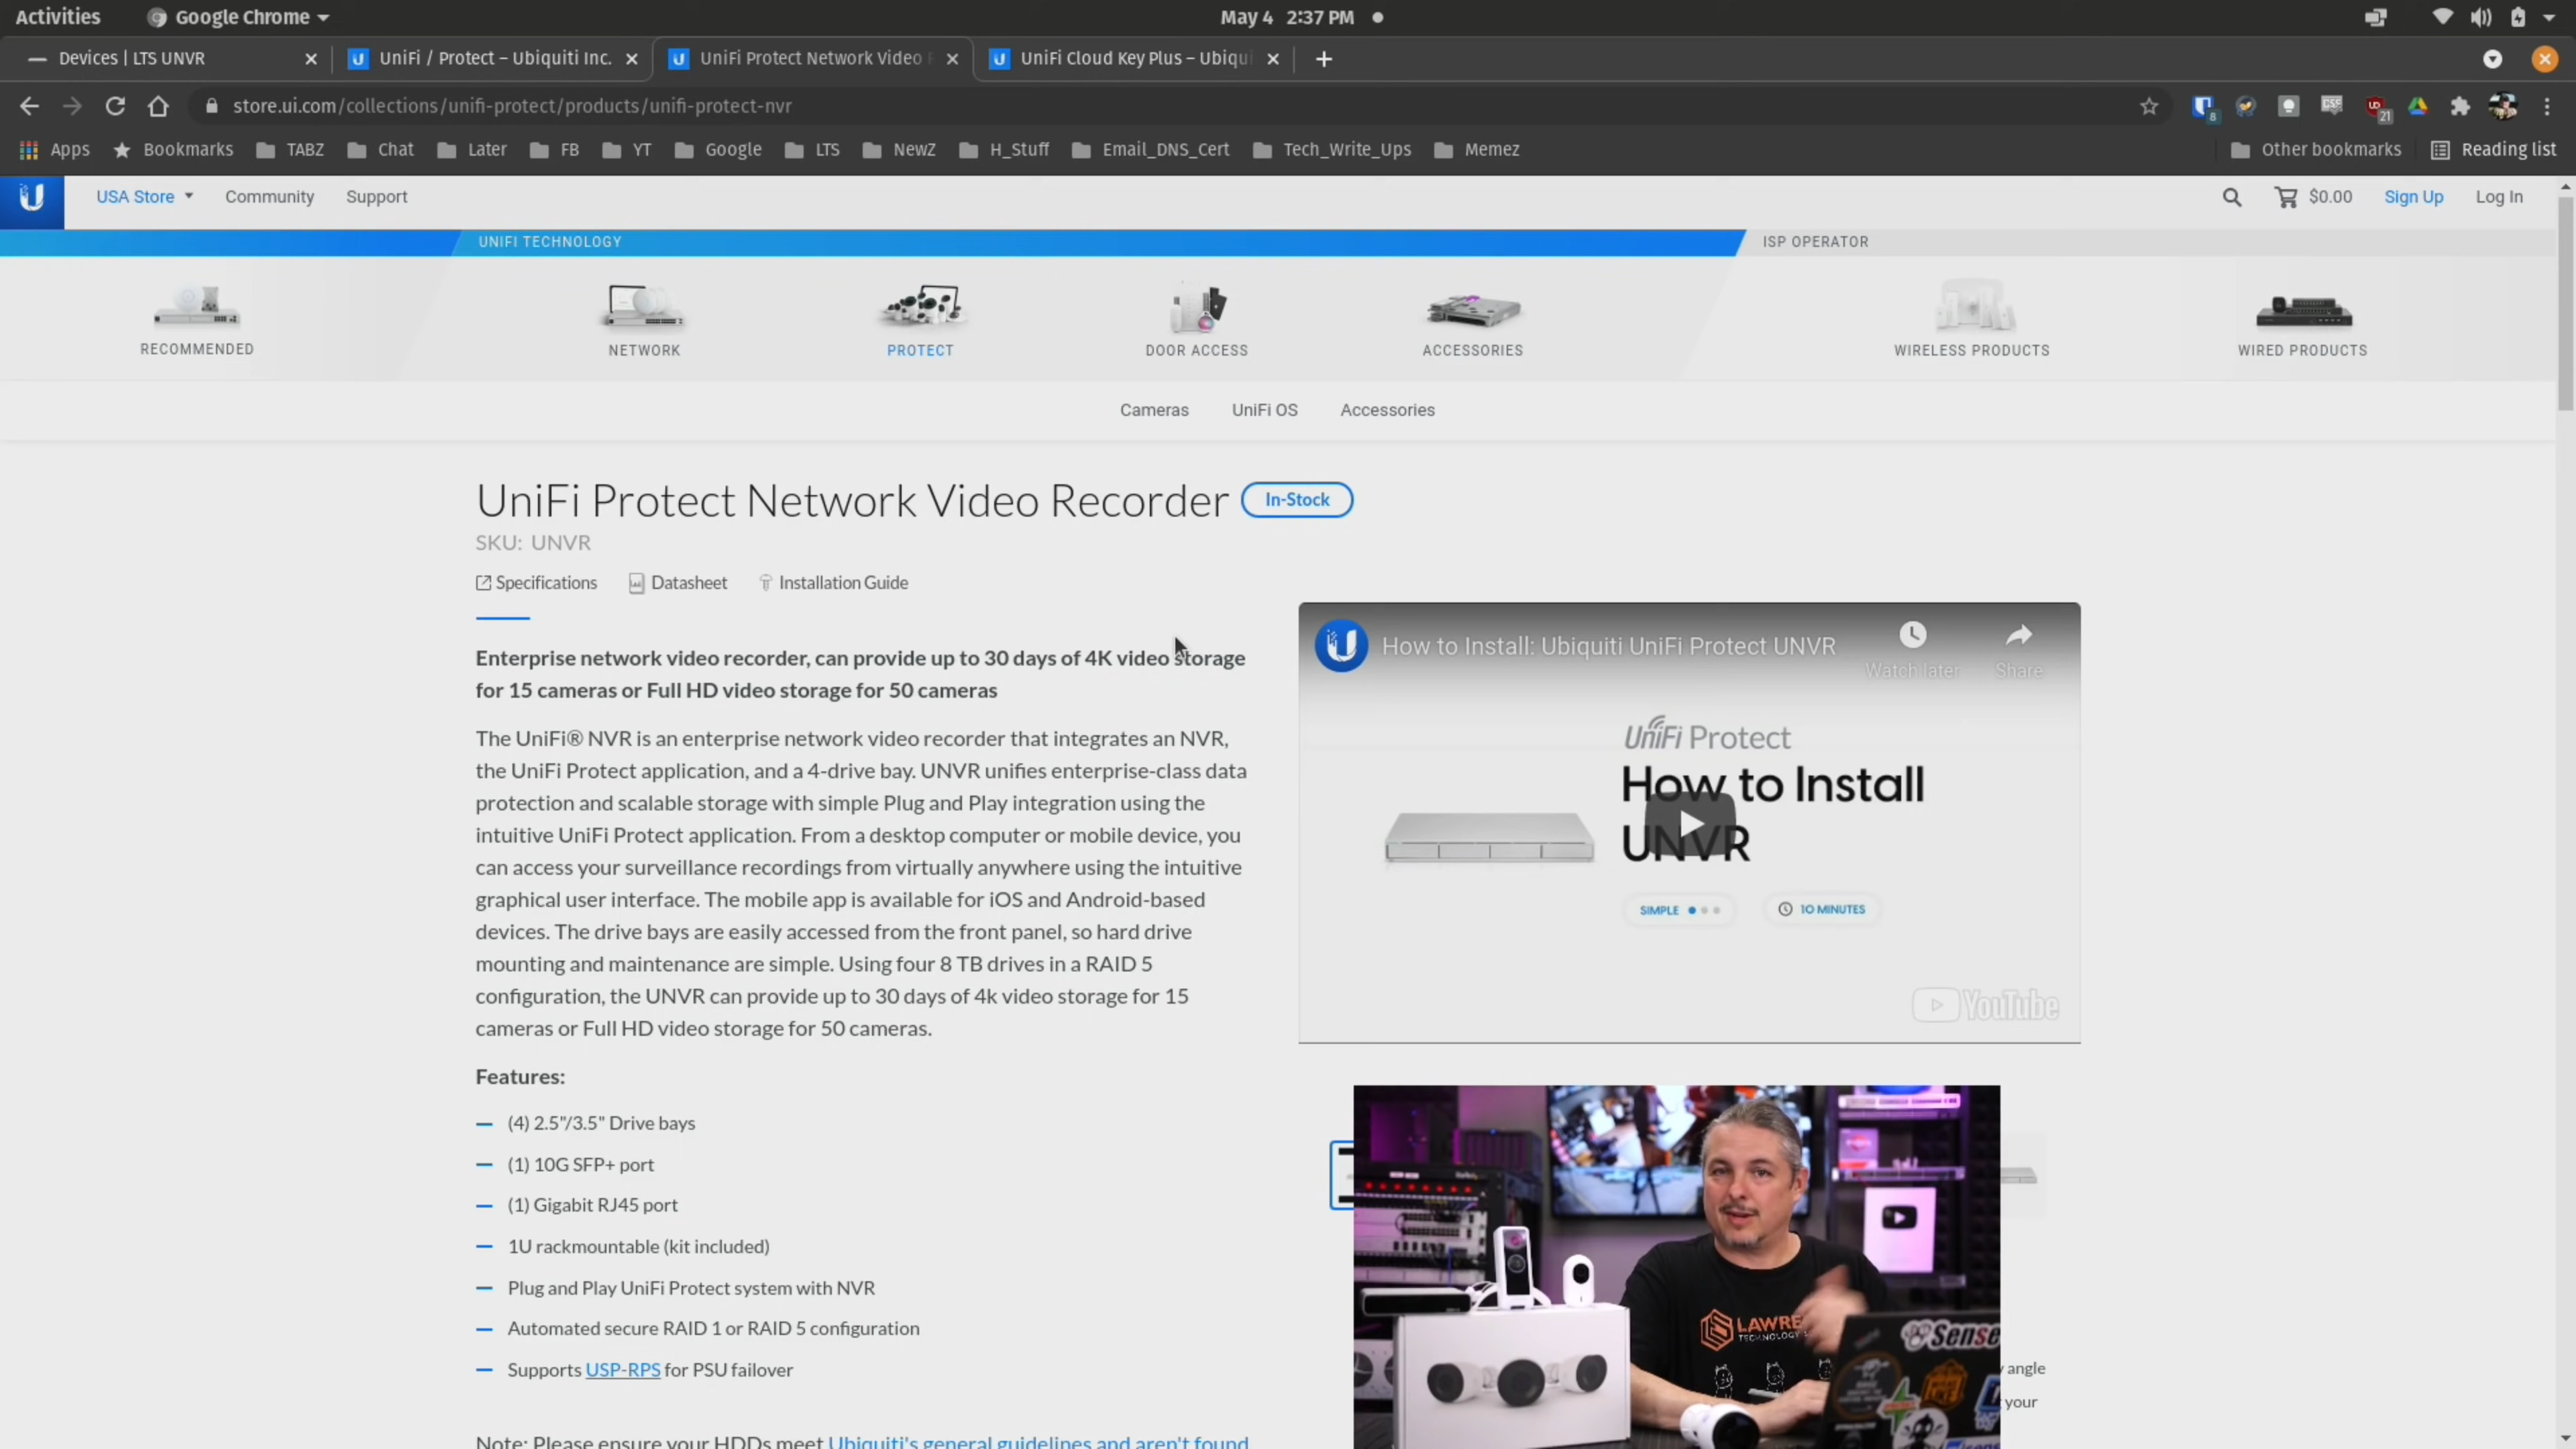 Activities
Google Chrome
May 4 2:37 PM
Devices | LTS UNVR
UniFi / Protect – Ubiquiti Inc.
UniFi Protect Network Video
UniFi Cloud Key Plus – Ubiqui
store.ui.com/collections/unifi-protect/products/unifi-protect-nvr
8
21
Apps
Bookmarks
TABZ
Chat
Later
FB
YT
Google
LTS
NewZ
H_Stuff
Email_DNS_Cert
Tech_Write_Ups
Memez
Other bookmarks
Reading list
USA Store
Community
Support
$0.00
Sign Up
Log In
UNIFI TECHNOLOGY
ISP OPERATOR
RECOMMENDED
NETWORK
PROTECT
DOOR ACCESS
ACCESSORIES
WIRELESS PRODUCTS
WIRED PRODUCTS
Cameras
UniFi OS
Accessories
UniFi Protect Network Video Recorder
In-Stock
SKU: UNVR
Specifications
Datasheet
Installation Guide
Enterprise network video recorder, can provide up to 30 days of 4K video storage
for 15 cameras or Full HD video storage for 50 cameras
The UniFi® NVR is an enterprise network video recorder that integrates an NVR,
the UniFi Protect application, and a 4-drive bay. UNVR unifies enterprise-class data
protection and scalable storage with simple Plug and Play integration using the
intuitive UniFi Protect application. From a desktop computer or mobile device, you
can access your surveillance recordings from virtually anywhere using the intuitive
graphical user interface. The mobile app is available for iOS and Android-based
devices. The drive bays are easily accessed from the front panel, so hard drive
mounting and maintenance are simple. Using four 8 TB drives in a RAID 5
configuration, the UNVR can provide up to 30 days of 4k video storage for 15
cameras or Full HD video storage for 50 cameras.
Features:
(4) 2.5"/3.5" Drive bays
(1) 10G SFP+ port
(1) Gigabit RJ45 port
1U rackmountable (kit included)
Plug and Play UniFi Protect system with NVR
Automated secure RAID 1 or RAID 5 configuration
Supports USP-RPS for PSU failover
Note: Please ensure your HDDs meet Ubiquiti's general guidelines and aren't found
How to Install: Ubiquiti UniFi Protect UNVR
Watch later
Share
UniFi Protect
How to Install
UNVR
SIMPLE
10 MINUTES
YouTube
LAWRE
Sense
angle
your